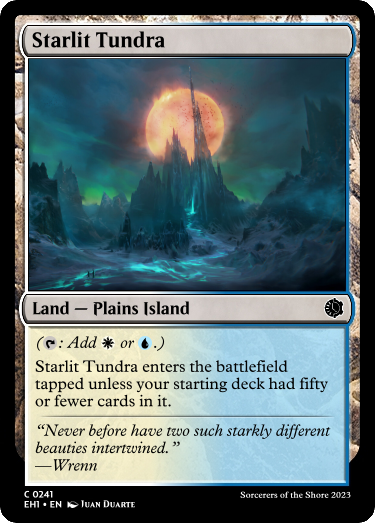 Starlit Tundra
Land — Plains Island
(: Add or .)
Starlit Tundra enters the battlefield
tapped unless your starting deck had fifty
or fewer cards in it.
“Never before have two such starkly different
beauties intertwined.”
—Wrenn
C 0241
EH1 • EN Juan Duarte
Sorcerers of the Shore 2023